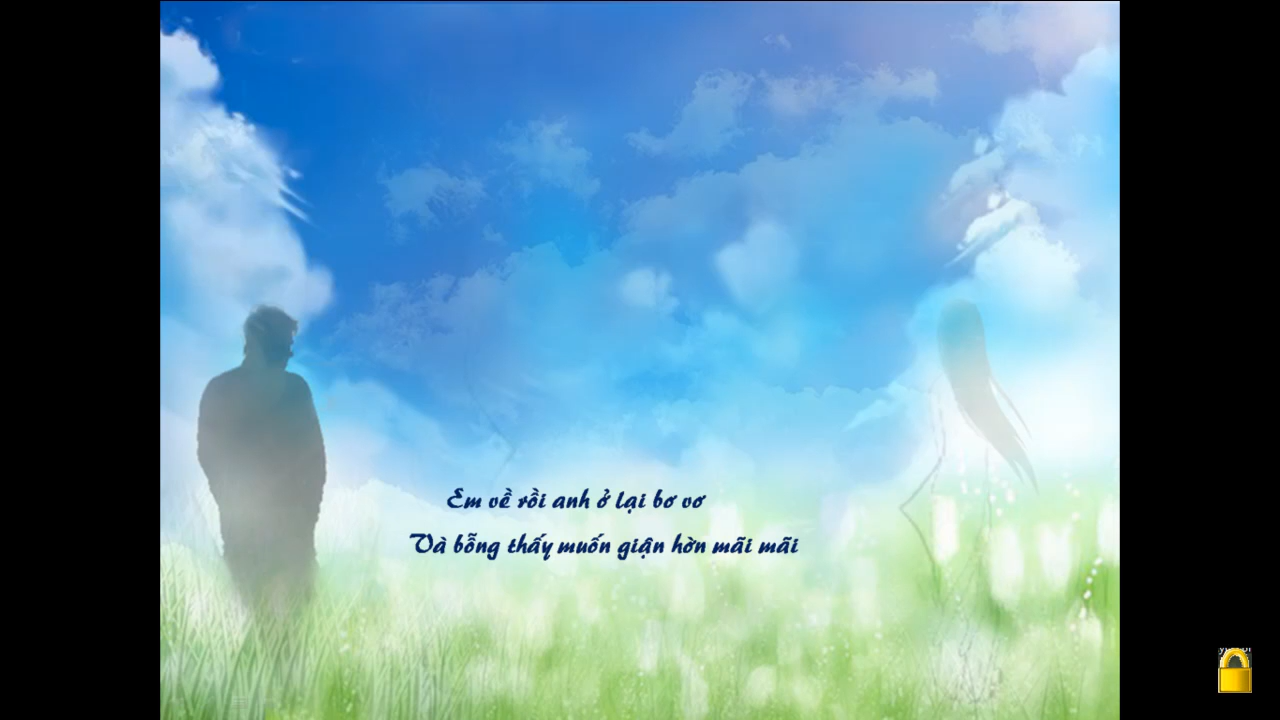 Em về rồi anh ở lại bơ vơ
Và bỗng thấy muốn giận hờn mãi mãi